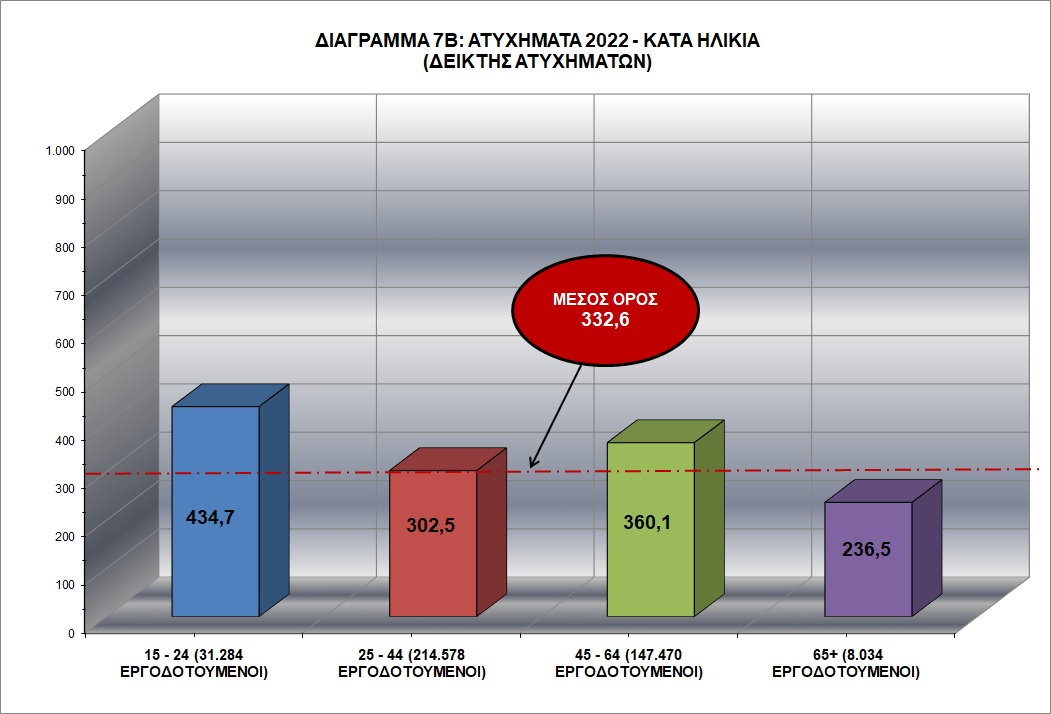 ΔΙΑΓΡΑΜΜΑ 7Β: ΑΤΥΧΗΜΑΤΑ 2022 - ΚΑΤΑ ΗΛΙΚΙΑ
(ΔΕΙΚΤΗΣ ΑΤΥΧΗΜΑΤΩΝ)
1.000
900
800
700
600
500
400
300
200
100
0
ΜΕΣΟΣ ΟΡΟΣ
332,6
434,7
302,5
360,1
236,5
15 - 24 (31.284
ΕΡΓΟΔΟΤΟΥΜΕΝΟΙ)
25 - 44 (214.578
ΕΡΓΟΔΟΤΟΥΜΕΝΟΙ)
45 - 64 (147.470
ΕΡΓΟΔΟΤΟΥΜΕΝΟΙ)
65+ (8.034
ΕΡΓΟΔΟΤΟΥΜΕΝΟΙ)